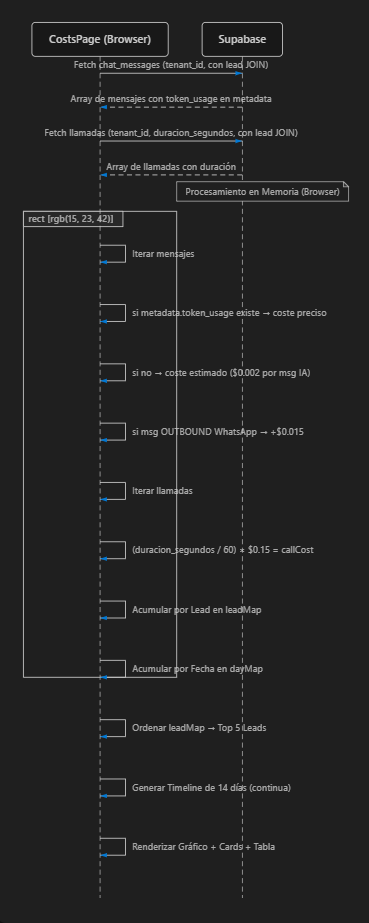 CostsPage (Browser)
Supabase
Fetch chat_messages (tenant_id, con lead JOIN)
Array de mensajes con token_usage en metadata
Fetch llamadas (tenant_id, duracion_segundos, con lead JOIN)
Array de llamadas con duración
Procesamiento en Memoria (Browser)
rect [rgb(15, 23, 42)]
Iterar mensajes
si metadata.token_usage existe → coste preciso
si no → coste estimado ($0.002 por msg IA)
si msg OUTBOUND WhatsApp → +$0.015
Iterar llamadas
(duracion_segundos / 60) × $0.15 = callCost
Acumular por Lead en leadMap
Acumular por Fecha en dayMap
Ordenar leadMap → Top 5 Leads
Generar Timeline de 14 días (continua)
Renderizar Gráfico + Cards + Tabla